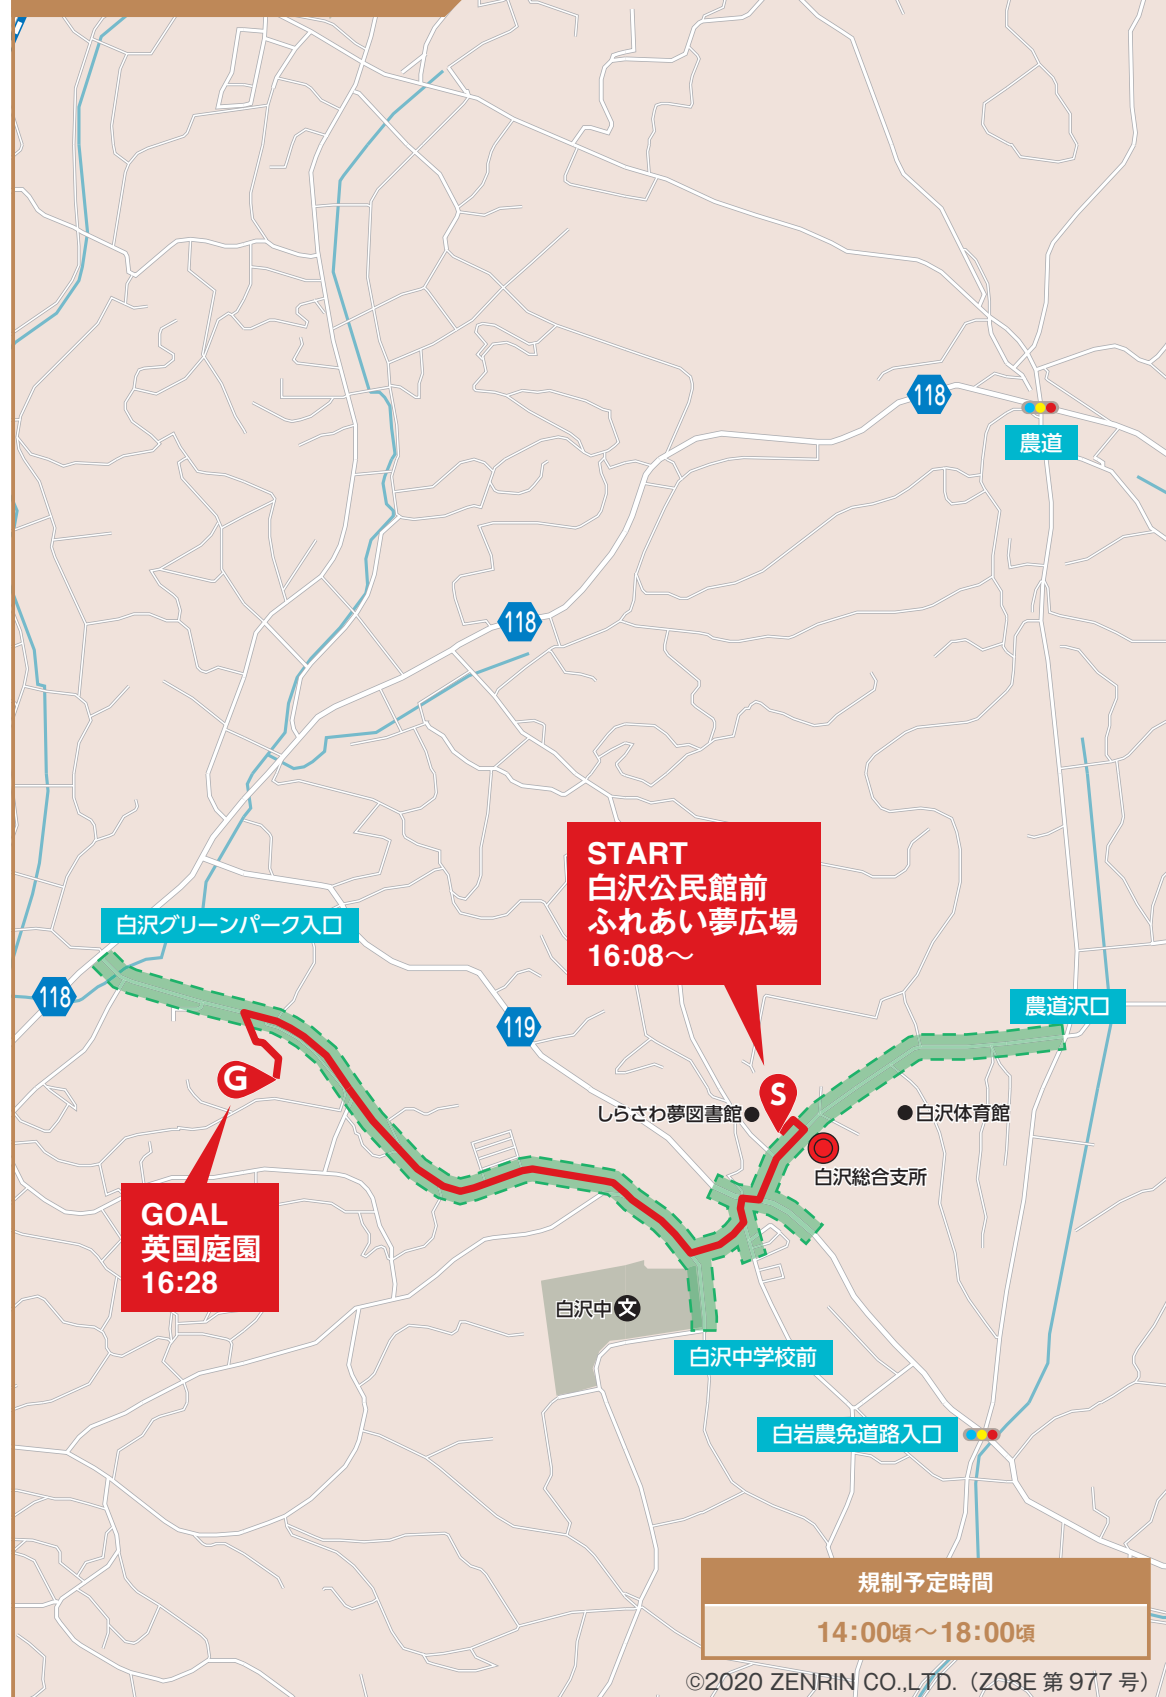 118
農道
118
START
白沢公民館前
ふれあい夢広場
16:08〜
白沢グリーンパーク入口
118
119
農道沢口
G
S
しらさわ夢図書館
白沢体育館
白沢総合支所
GOAL
英国庭園
16:28
白沢中
文
白沢中学校前
白岩農免道路入口
規制予定時間
14:00頃〜18:00頃
©2020 ZENRIN CO.,LTD.（Z08E 第 977 号）